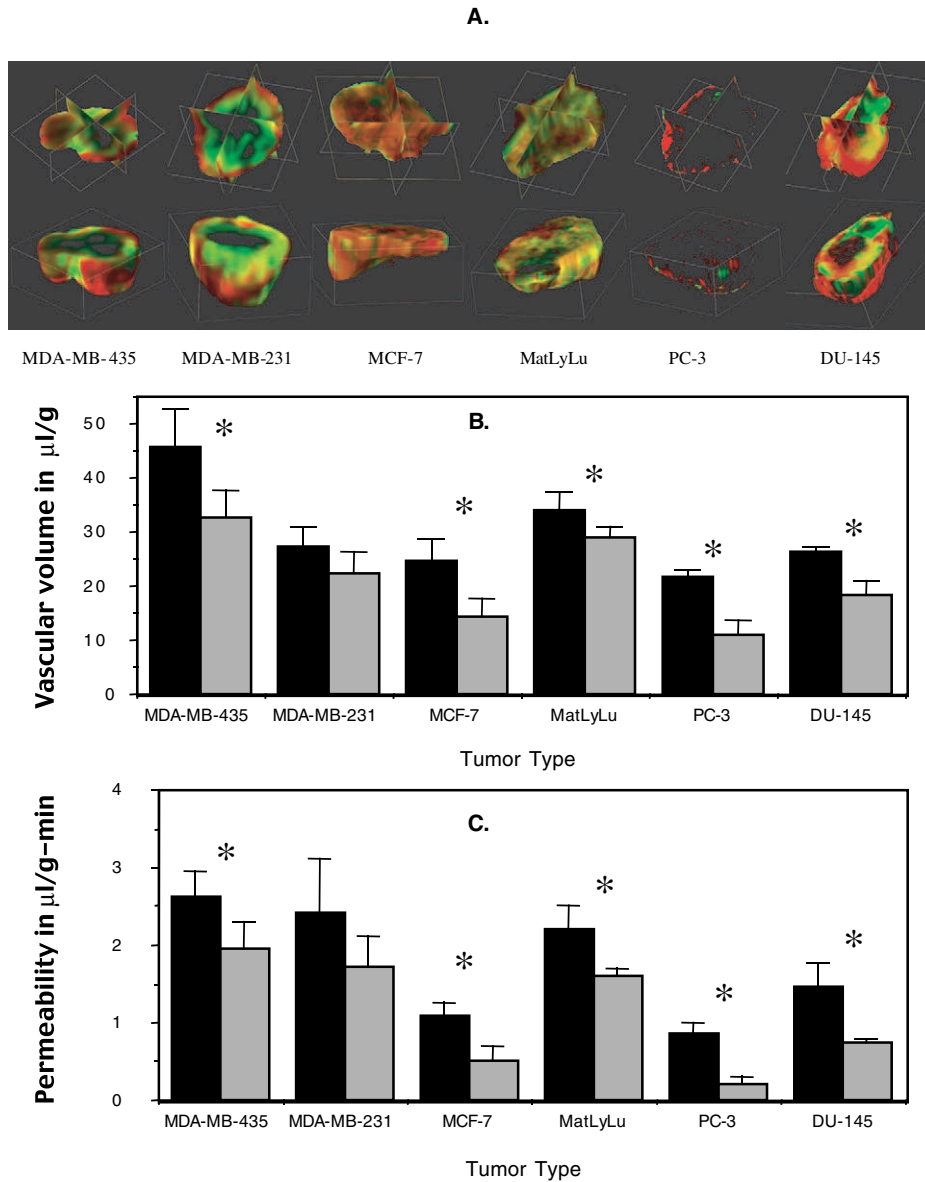 A.
MDA-MB-435 MDA-MB-231 MCF-7 MatLyLu PC-3 DU-145
B.
Vascular volume in μl/g
50
40
30
20
10
0
* * * * *
MDA-MB-435 MDA-MB-231 MCF-7 MatLyLu PC-3 DU-145
Tumor Type
C.
Permeability in μl/g-min
4
3
2
1
0
* * * * *
MDA-MB-435 MDA-MB-231 MCF-7 MatLyLu PC-3 DU-145
Tumor Type